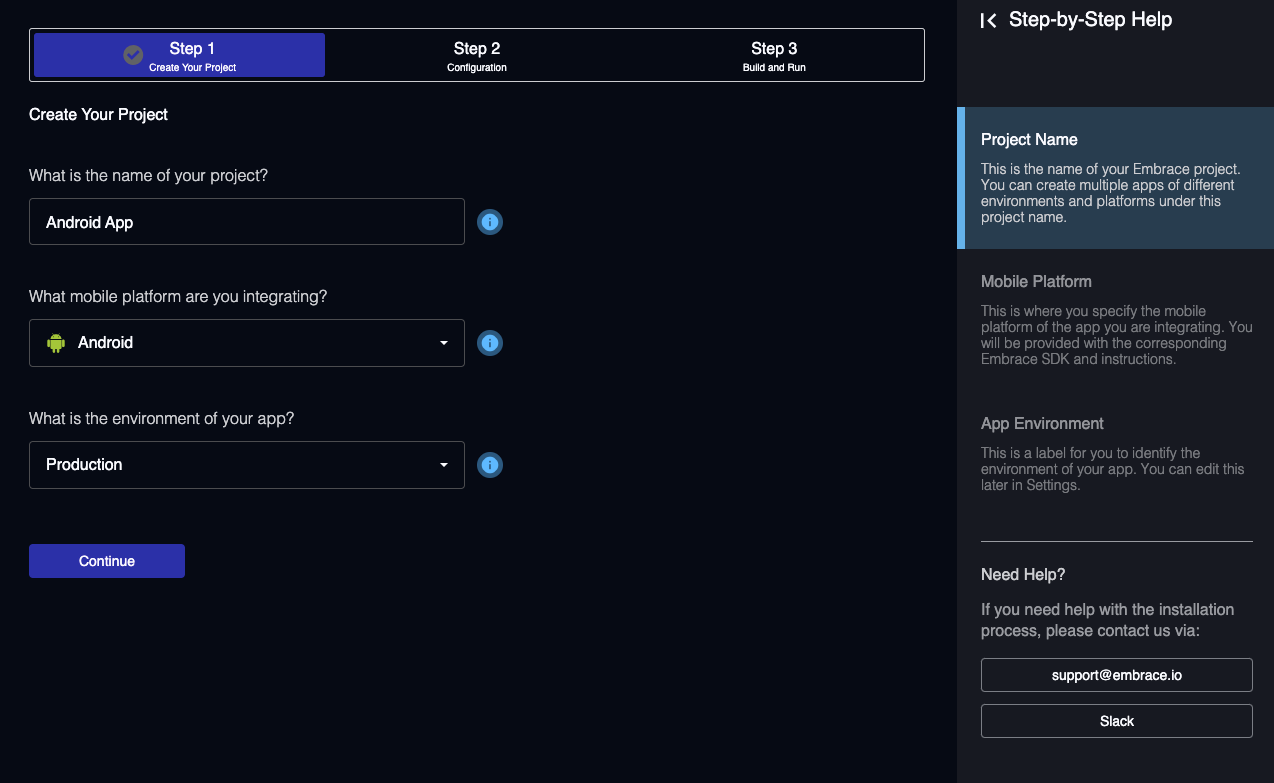 Step 1
Create Your Project
Step 2
Configuration
Step 3
Build and Run
Create Your Project
What is the name of your project?
Android App
What mobile platform are you integrating?
Android
What is the environment of your app?
Production
Continue
Step-by-Step Help
Project Name
This is the name of your Embrace project.
You can create multiple apps of different
environments and platforms under this
project name.
Mobile Platform
This is where you specify the mobile
platform of the app you are integrating. You
will be provided with the corresponding
Embrace SDK and instructions.
App Environment
This is a label for you to identify the
environment of your app. You can edit this
later in Settings.
Need Help?
If you need help with the installation
process, please contact us via:
support@embrace.io
Slack